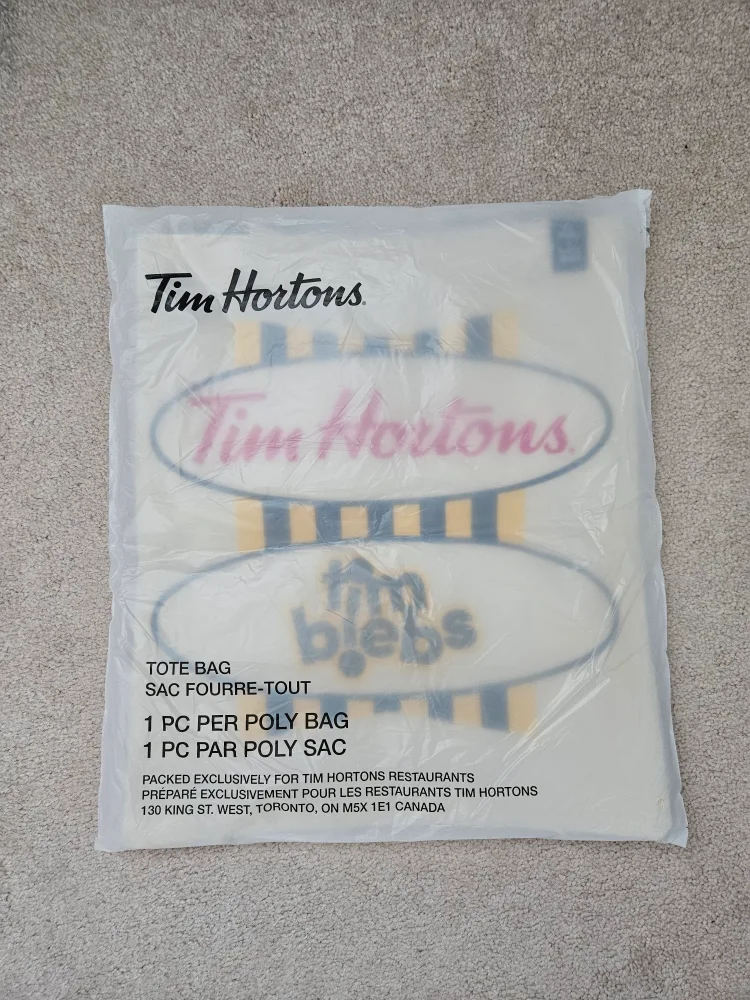 Tim Hortons.
Tim Hortons.
tim
biebs
TOTE BAG
SAC FOURRE-TOUT
1 PC PER POLY BAG
1 PC PAR POLY SAC
PACKED EXCLUSIVELY FOR TIM HORTONS RESTAURANTS
PRÉPARÉ EXCLUSIVEMENT POUR LES RESTAURANTS TIM HORTONS
130 KING ST. WEST, TORONTO, ON M5X 1E1 CANADA